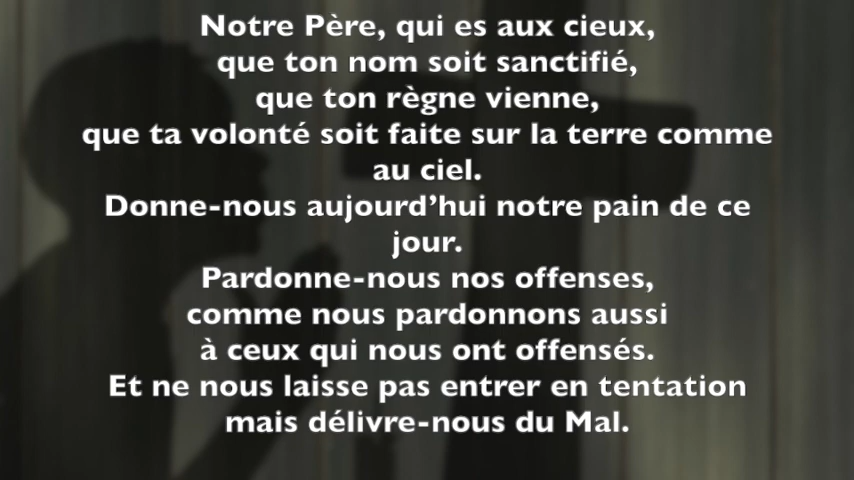 Notre Père, qui es aux cieux,
que ton nom soit sanctifié,
que ton règne vienne,
que ta volonté soit faite sur la terre comme
au ciel.
Donne-nous aujourd’hui notre pain de ce
jour.
Pardonne-nous nos offenses,
comme nous pardonnons aussi
à ceux qui nous ont offensés.
Et ne nous laisse pas entrer en tentation
mais délivre-nous du Mal.